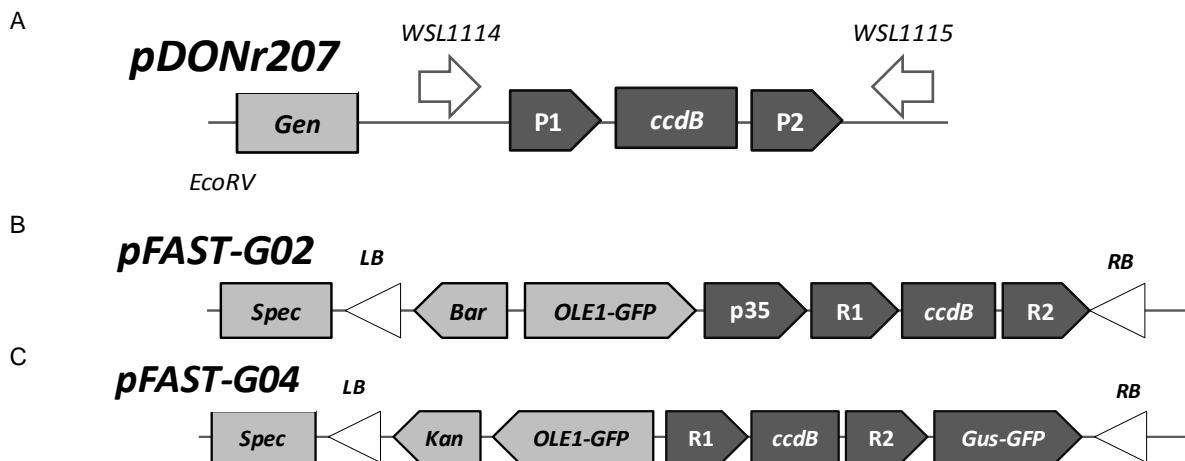 A
WSL1114 WSL1115
pDONr207
Gen P1 ccdB P2
EcoRV
B
pFAST-G02 LB RB
Spec Bar OLE1-GFP p35 R1 ccdB R2
C
pFAST-G04 LB RB
Spec Kan OLE1-GFP R1 ccdB R2 Gus-GFP